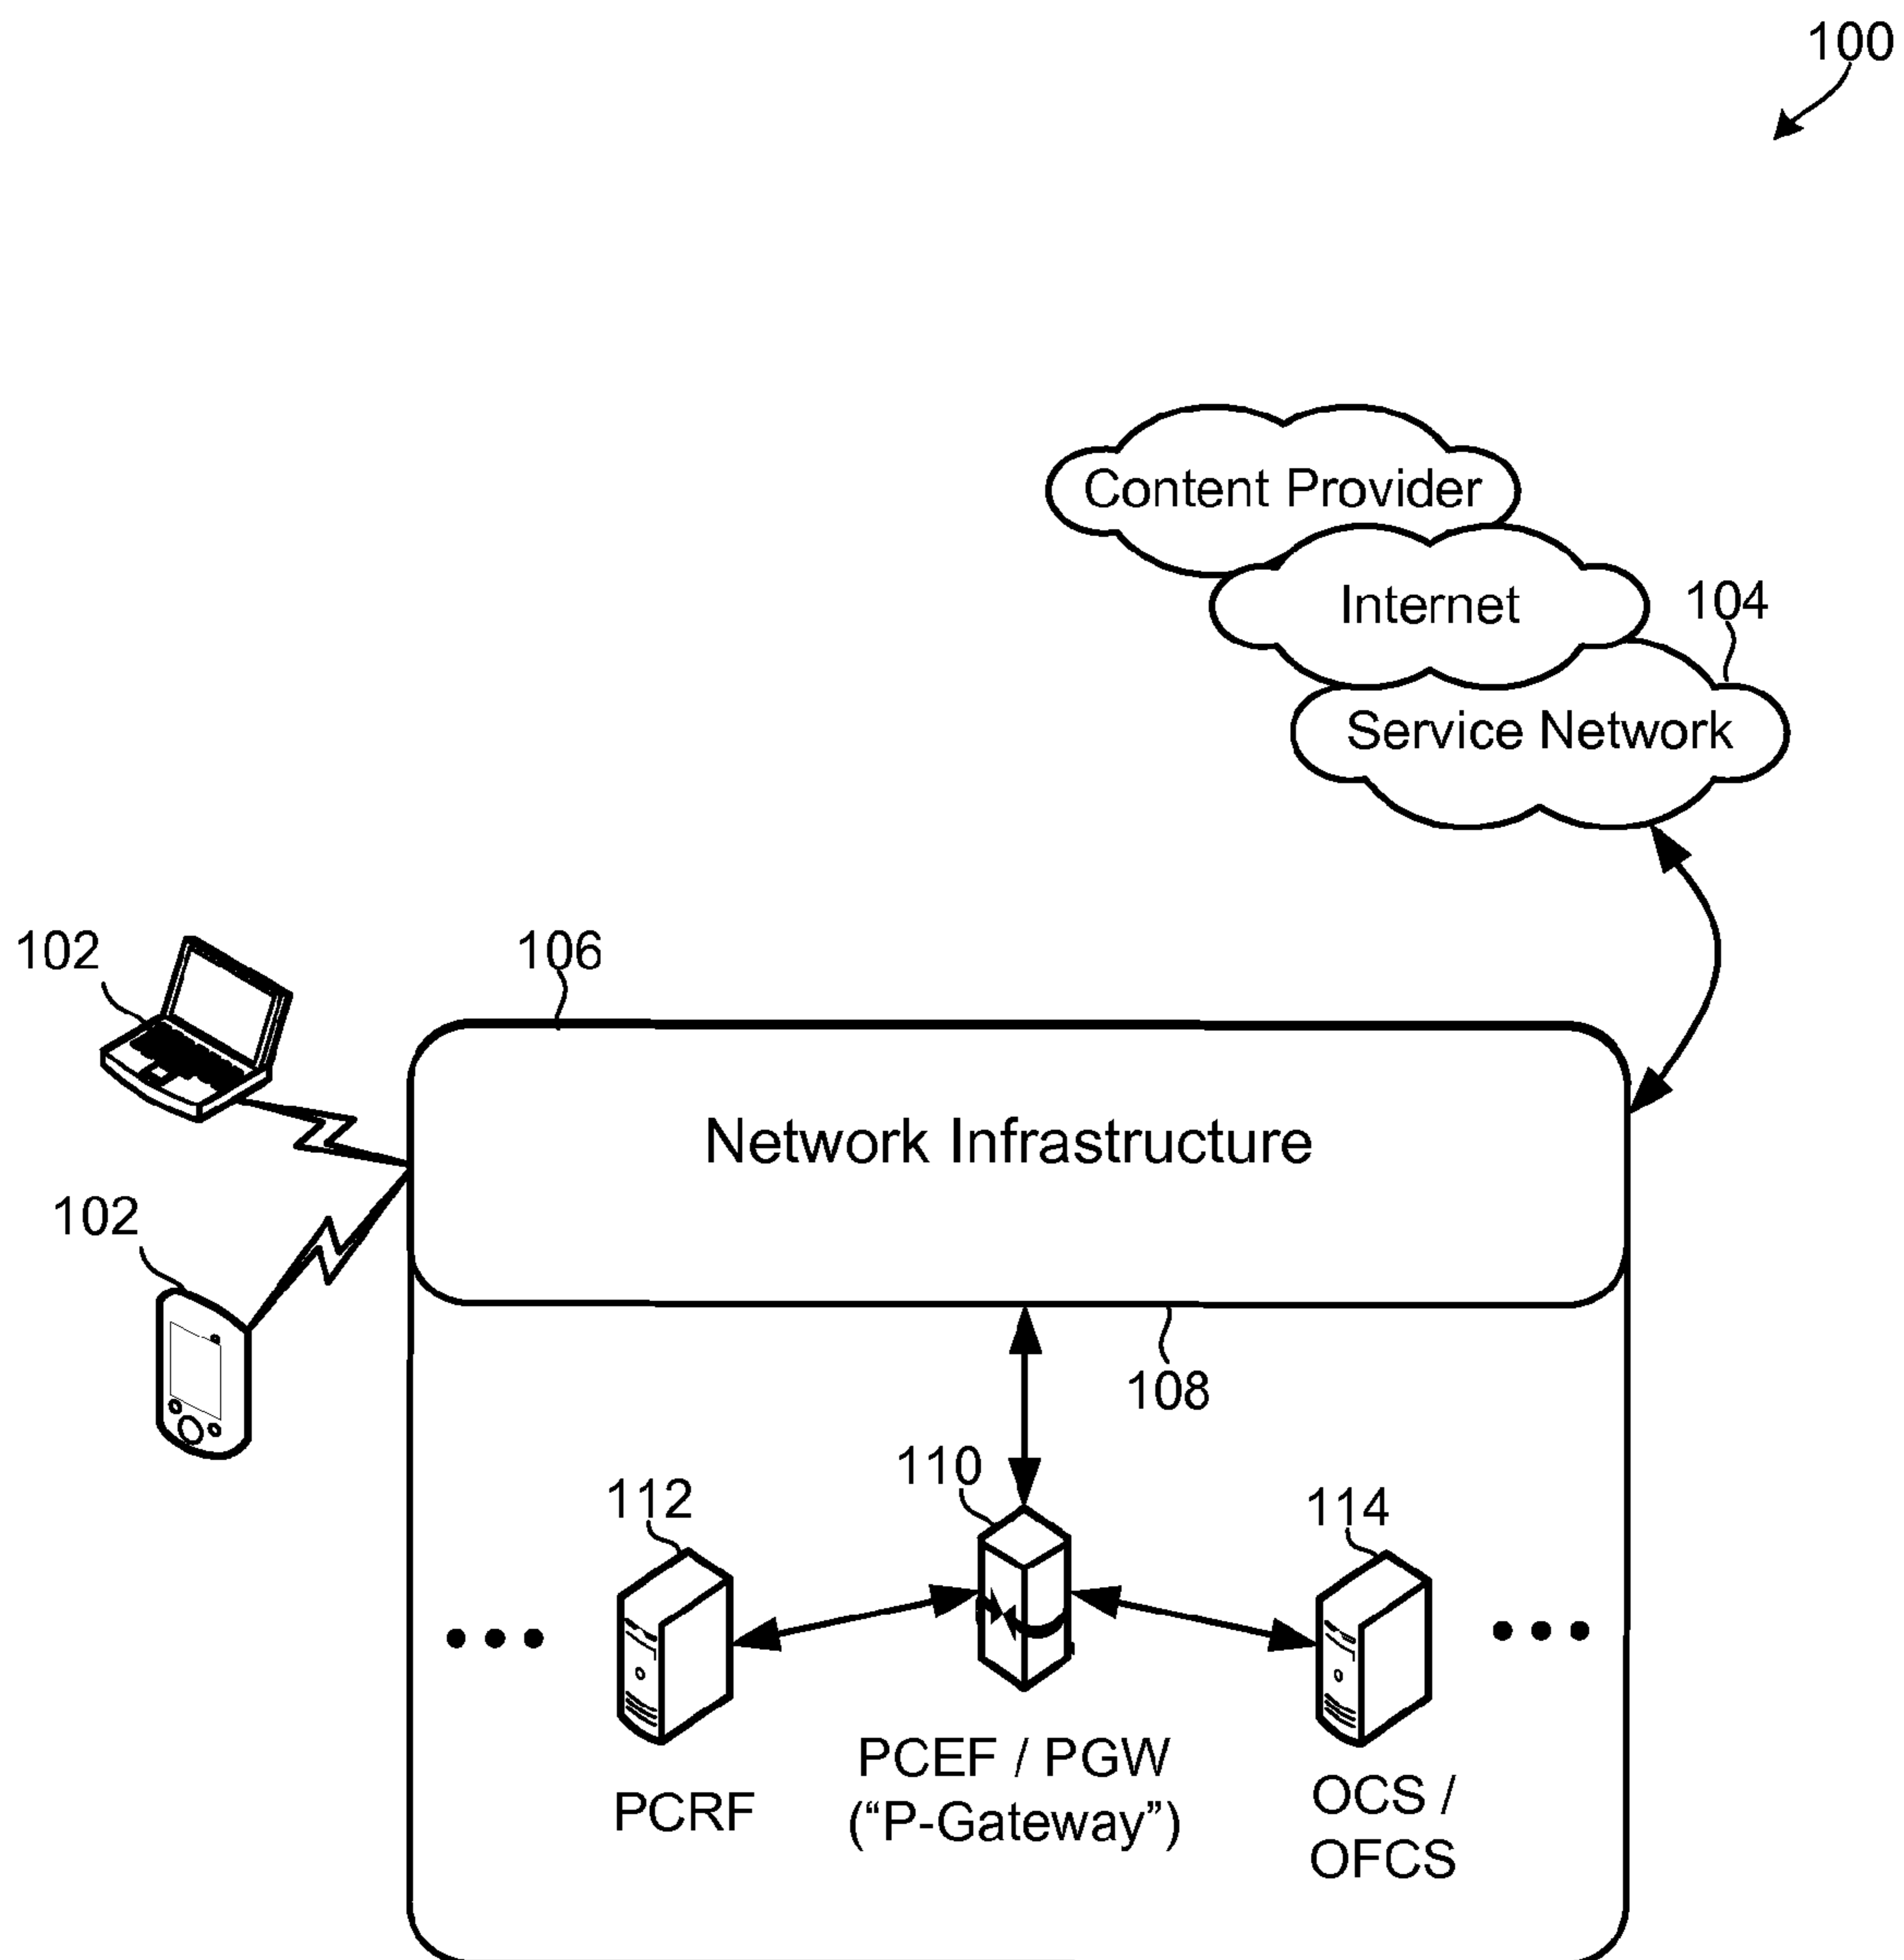 100
Content Provider
Internet
104
Service Network
102
106
Network Infrastructure
102
108
110
112
114
PCEF / PGW
("P-Gateway")
PCRF
OCS /
OFCS